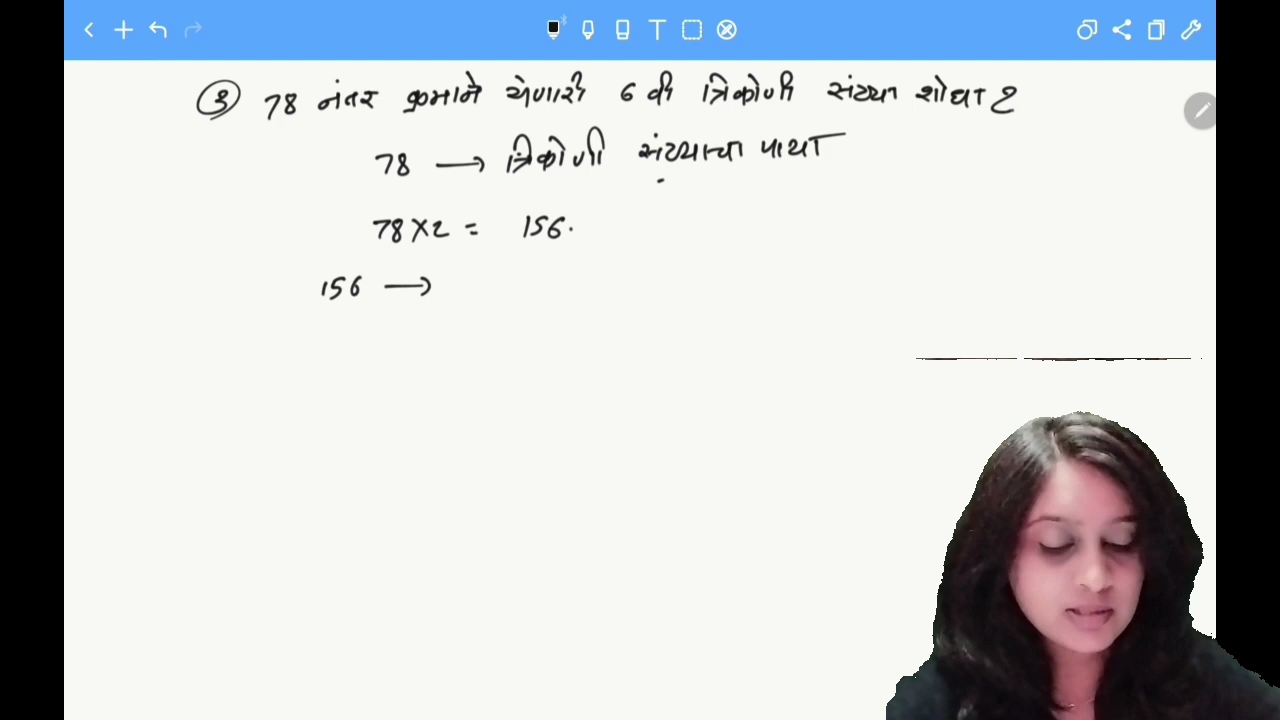 ③ 78 नंतर क्रमाने येणारी 6 वी त्रिकोणी संख्या शोधा ?
78 → त्रिकोणी संख्याचा पाया
78×2 = 156.
156 →